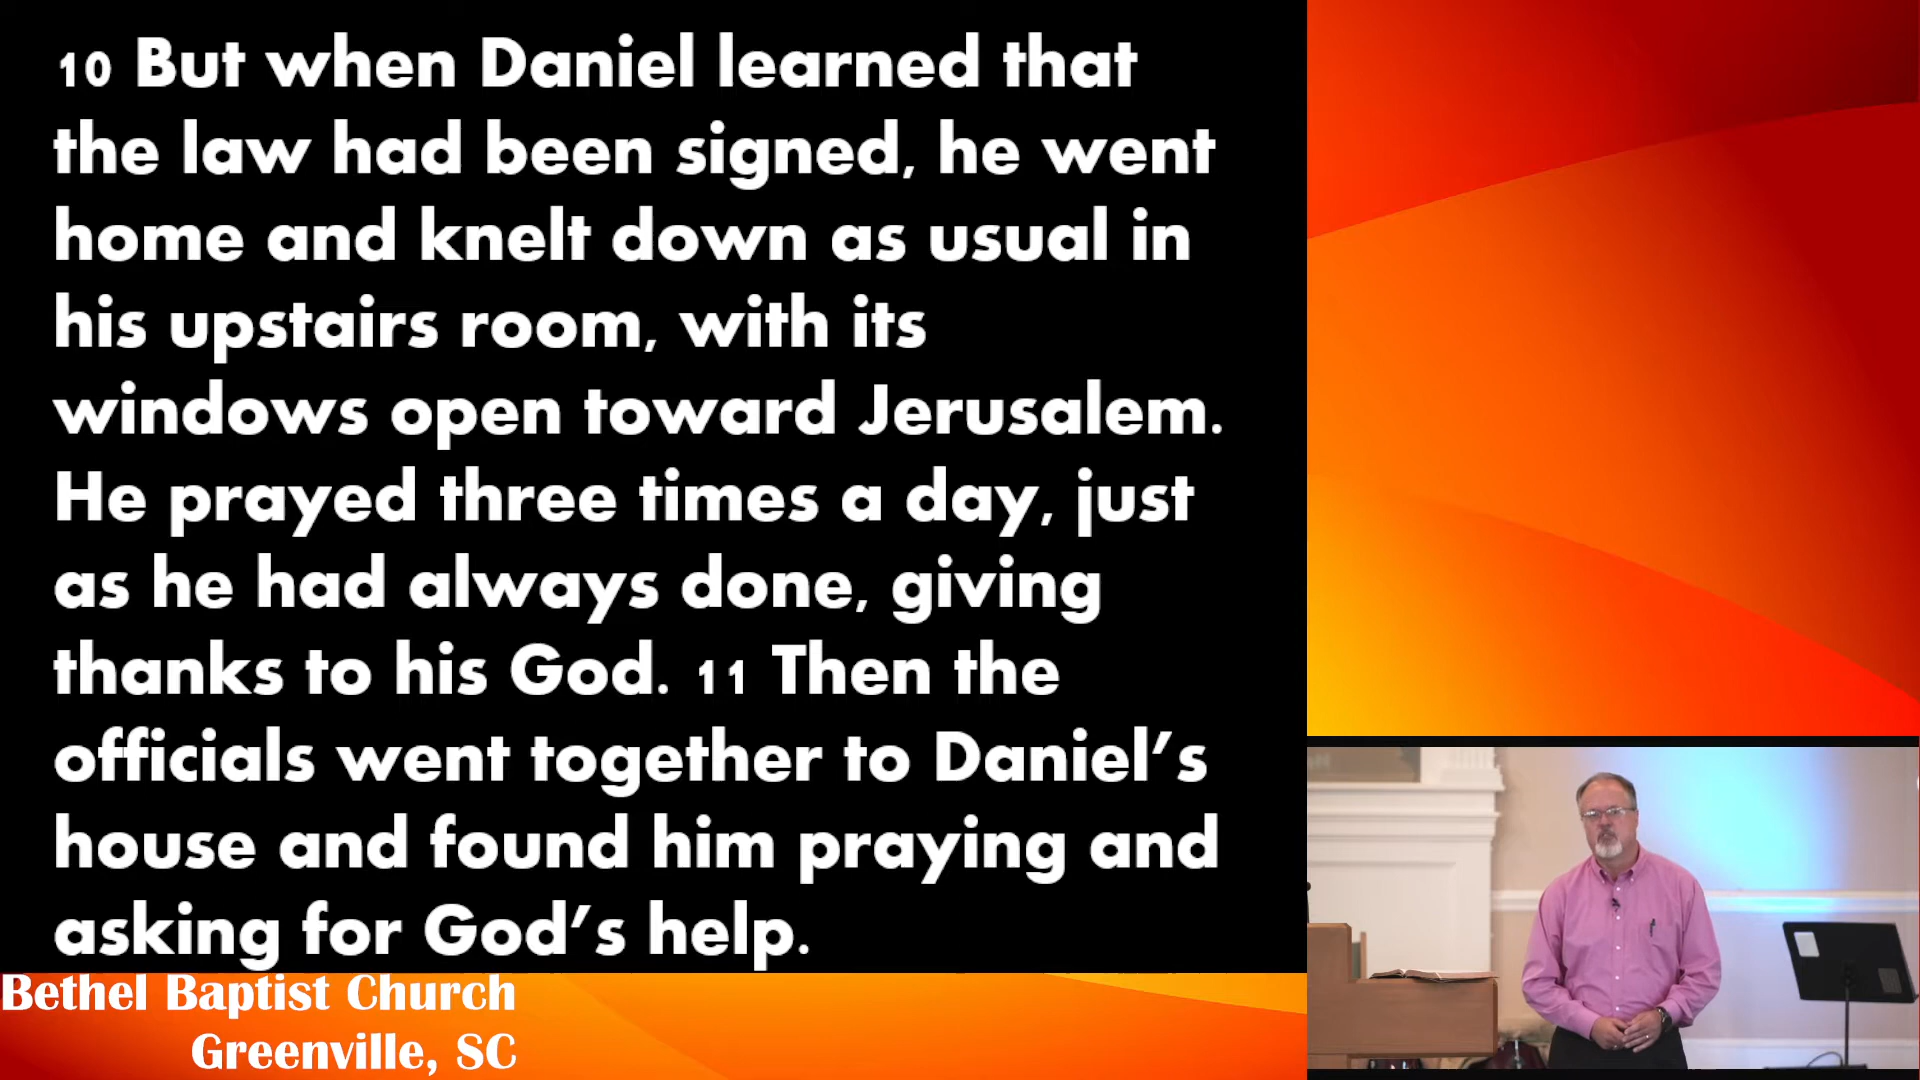 10 But when Daniel learned that
the law had been signed, he went
home and knelt down as usual in
his upstairs room, with its
windows open toward Jerusalem.
He prayed three times a day, just
as he had always done, giving
thanks to his God. 11 Then the
officials went together to Daniel’s
house and found him praying and
asking for God’s help.
Bethel Baptist Church
Greenville, SC